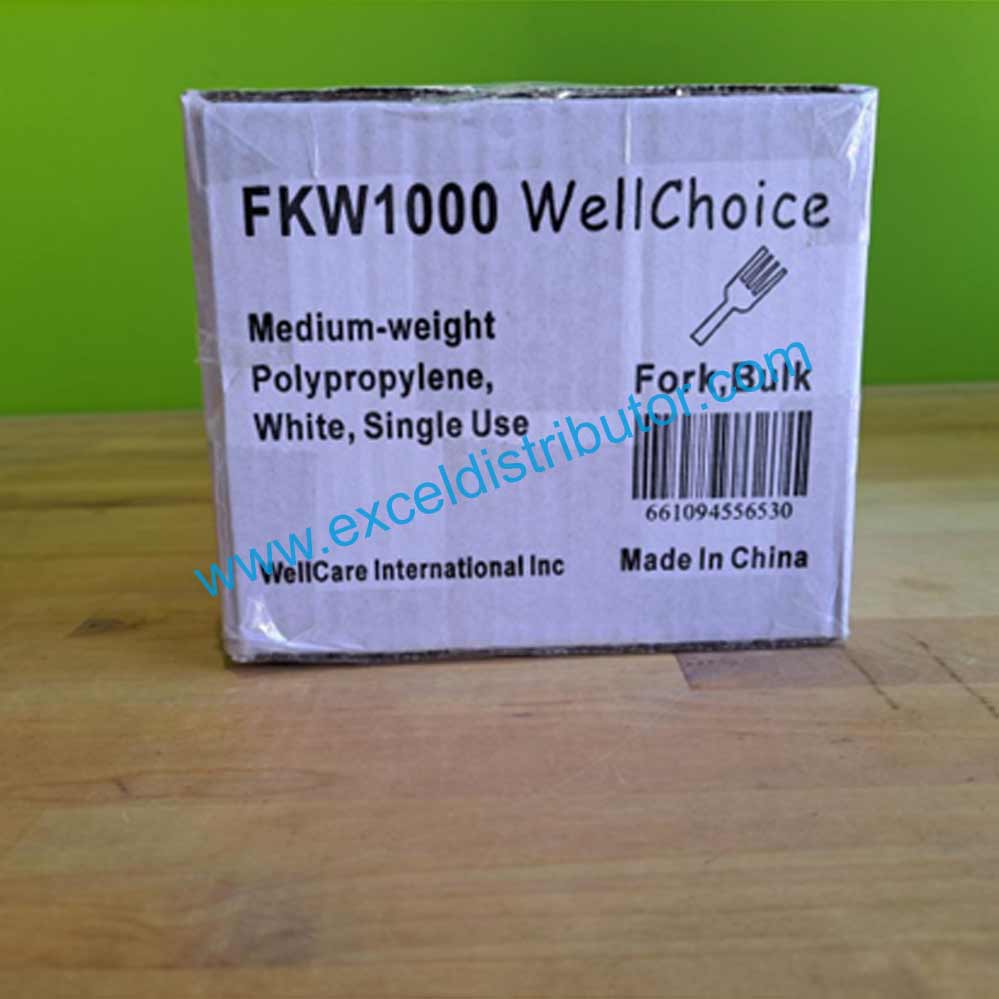 FKW1000 WellChoice
Medium-weight
Polypropylene,
White, Single Use
Fork,Bulk
661094556530
WellCare International Inc
Made In China
www.exceldistributor.com